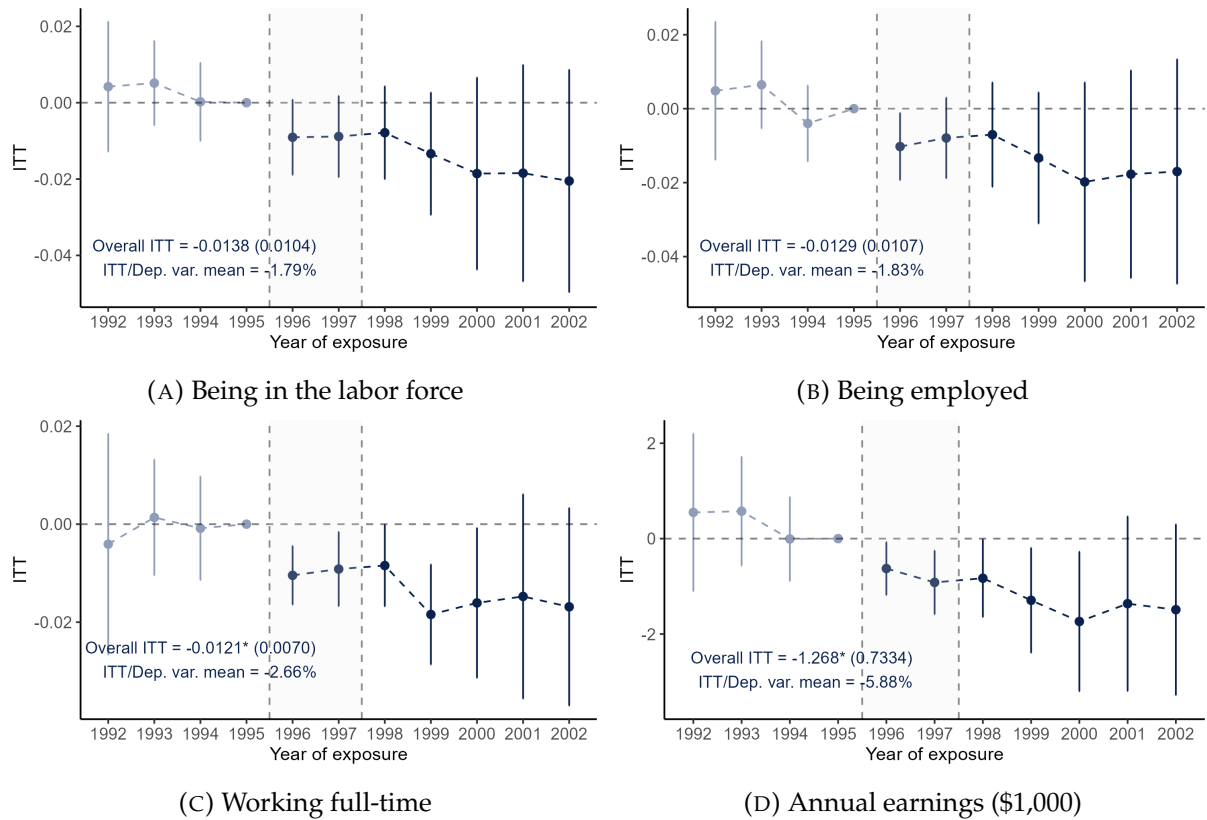 0.02
0.00
-0.02
-0.04
ITT
Overall ITT = -0.0138 (0.0104)
ITT/Dep. var. mean = -1.79%
1992 1993 1994 1995 1996 1997 1998 1999 2000 2001 2002
Year of exposure
(A) Being in the labor force
0.02
0.00
-0.02
-0.04
ITT
Overall ITT = -0.0129 (0.0107)
ITT/Dep. var. mean = -1.83%
1992 1993 1994 1995 1996 1997 1998 1999 2000 2001 2002
Year of exposure
(B) Being employed
0.02
0.00
-0.02
ITT
Overall ITT = -0.0121* (0.0070)
ITT/Dep. var. mean = -2.66%
1992 1993 1994 1995 1996 1997 1998 1999 2000 2001 2002
Year of exposure
(C) Working full-time
2
0
-2
ITT
Overall ITT = -1.268* (0.7334)
ITT/Dep. var. mean = -5.88%
1992 1993 1994 1995 1996 1997 1998 1999 2000 2001 2002
Year of exposure
(D) Annual earnings ($1,000)